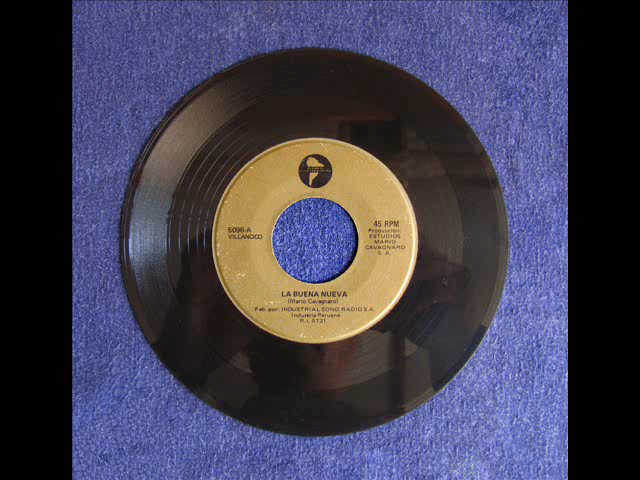 5096-A
VILLANCICO
45 RPM
Producción:
ESTUDIOS
MARIO
CAVAGNARO
S. A.
LA BUENA NUEVA
(Mario Cavagnaro)
Fab. por: INDUSTRIAL SONO RADIO S.A.
Industria Peruana
R.I. 5721